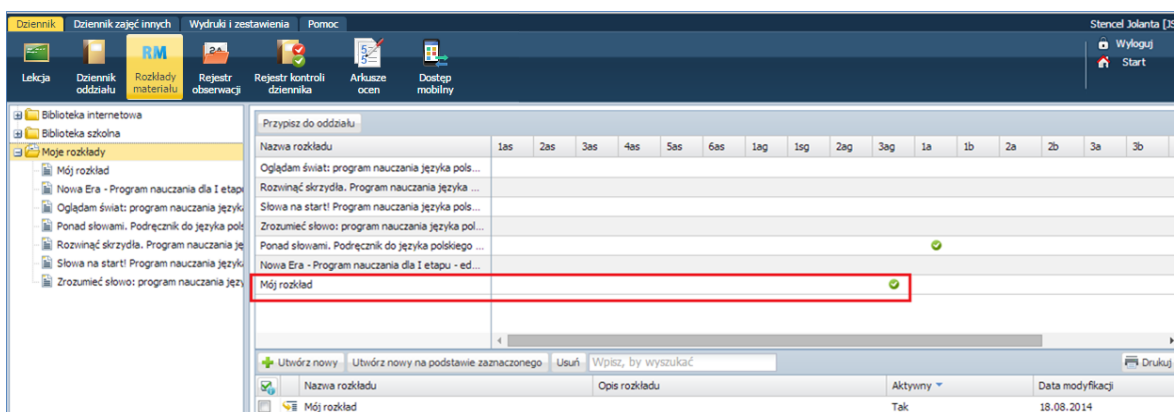 Dziennik Dziennik zajęć innych Wydruki i zestawienia Pomoc Stencel Jolanta [JS
Wyloguj
Start
Lekcja
Dziennik oddziału
RM Rozkłady materiału
Rejestr obserwacji
Rejestr kontroli dziennika
Arkusze ocen
Dostęp mobilny
Biblioteka internetowa
Biblioteka szkolna
Moje rozkłady
Mój rozkład
Nowa Era - Program nauczania dla I etapu
Oglądam świat: program nauczania język
Ponad słowami. Podręcznik do języka pols
Rozwinąć skrzydła. Program nauczania ję
Słowa na start! Program nauczania język
Zrozumieć słowo: program nauczania języ
Przypisz do oddziału
Nazwa rozkładu 1as 2as 3as 4as 5as 6as 1ag 1sg 2ag 3ag 1a 1b 2a 2b 3a 3b
Oglądam świat: program nauczania języka pols...
Rozwinąć skrzydła. Program nauczania języka ...
Słowa na start! Program nauczania języka pols...
Zrozumieć słowo: program nauczania języka pol...
Ponad słowami. Podręcznik do języka polskiego ...
Nowa Era - Program nauczania dla I etapu - ed...
Mój rozkład
Utwórz nowy Utwórz nowy na podstawie zaznaczonego Usuń Wpisz, by wyszukać Drukuj
Nazwa rozkładu Opis rozkładu Aktywny Data modyfikacji
Mój rozkład Tak 18.08.2014